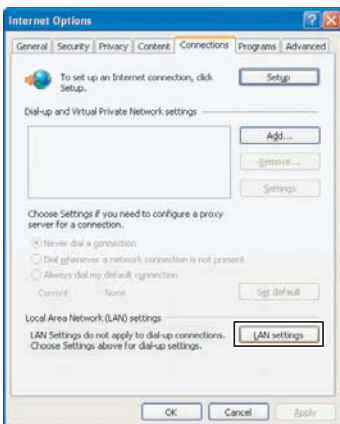 Internet Options
General Security Privacy Content Connections Programs Advanced
To set up an Internet connection, click
Setup.
Setup
Dial-up and Virtual Private Network settings
Add...
Remove...
Settings
Choose Settings if you need to configure a proxy
server for a connection.
Never dial a connection
Dial whenever a network connection is not present
Always dial my default connection
Current None
Set default
Local Area Network (LAN) settings
LAN Settings do not apply to dial-up connections.
Choose Settings above for dial-up settings.
LAN settings
OK Cancel Apply